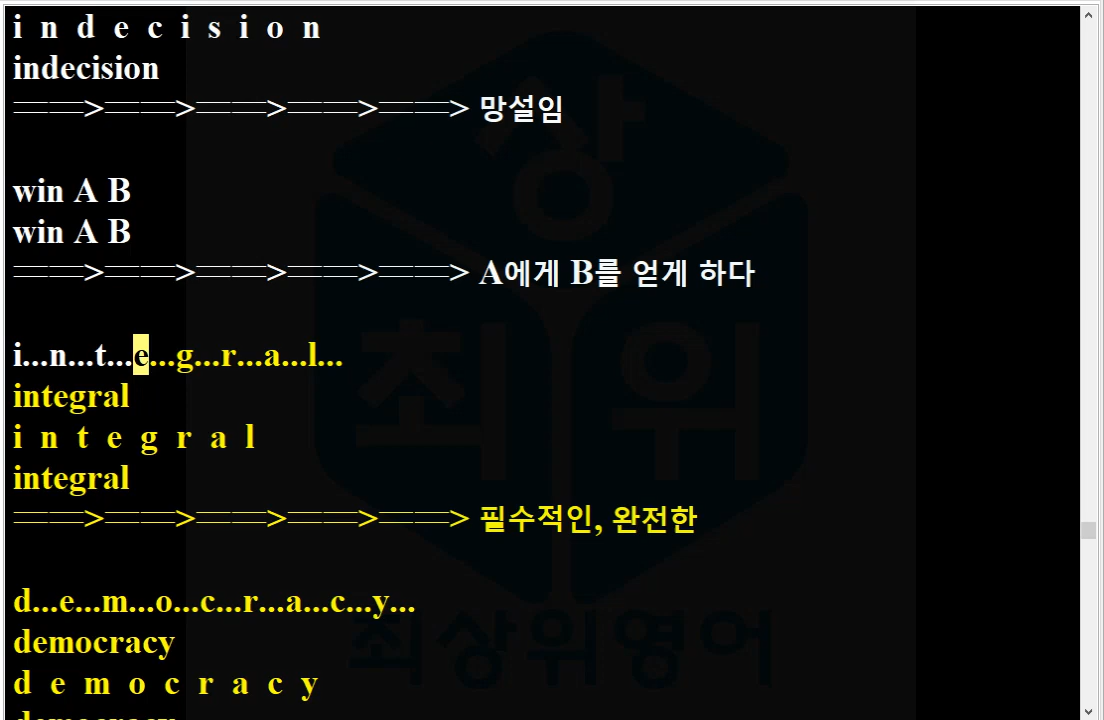 i n d e c i s i o n
indecision
====>====>====>====>====> 망설임
win A B
win A B
====>====>====>====>====> A에게 B를 얻게 하다
i...n...t...e...g...r...a...l...
integral
i n t e g r a l
integral
====>====>====>====>====> 필수적인, 완전한
d...e...m...o...c...r...a...c...y...
democracy
d e m o c r a c y
democracy
상
최 위
최상위영어